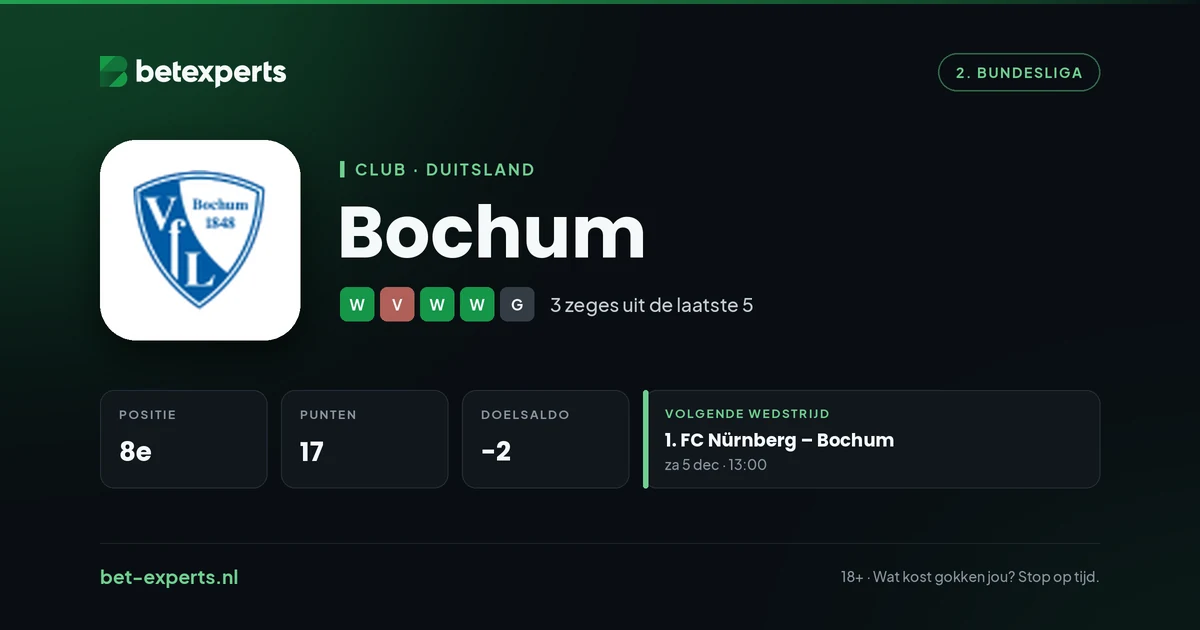 betexperts
2. BUNDESLIGA
VfL
Bochum
1848
CLUB · DUITSLAND
Bochum
W V W W G 3 zeges uit de laatste 5
POSITIE
8e
PUNTEN
17
DOELSALDO
-2
VOLGENDE WEDSTRIJD
1. FC Nürnberg – Bochum
za 5 dec · 13:00
bet-experts.nl
18+ · Wat kost gokken jou? Stop op tijd.